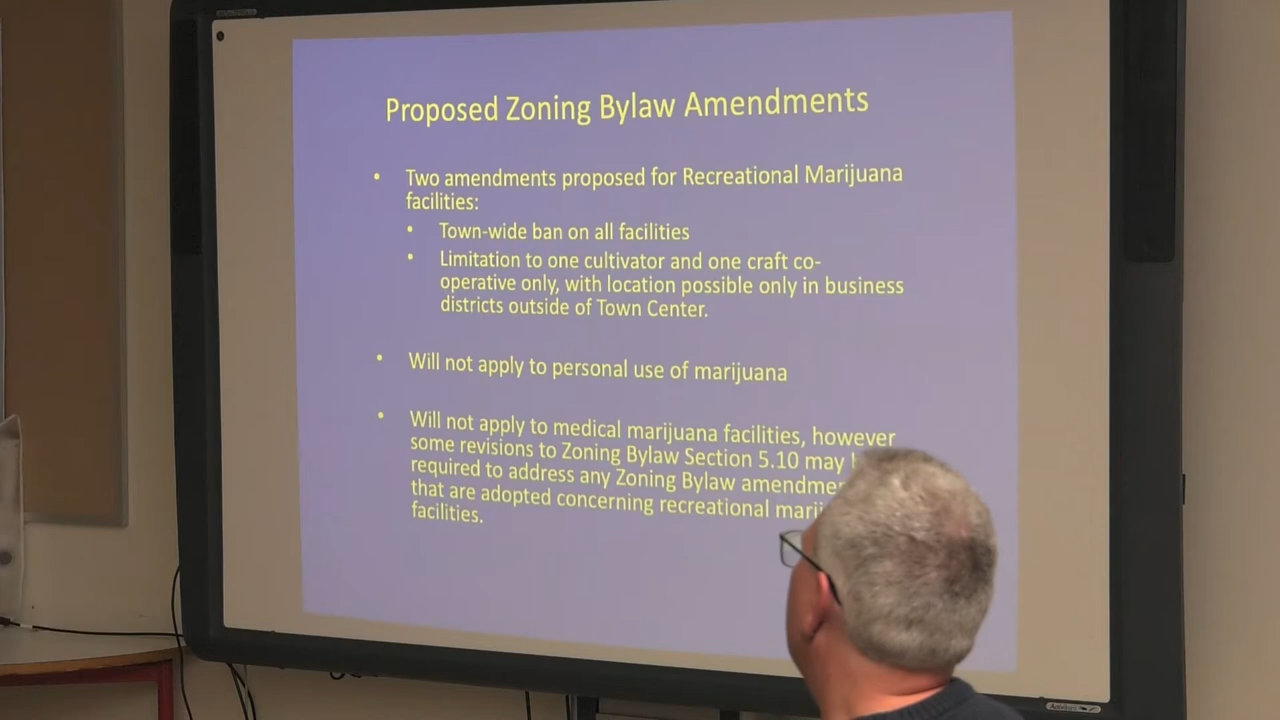 Proposed Zoning Bylaw Amendments
• Two amendments proposed for Recreational Marijuana
facilities:
• Town-wide ban on all facilities
• Limitation to one cultivator and one craft co-
operative only, with location possible only in business
districts outside of Town Center.
• Will not apply to personal use of marijuana
• Will not apply to medical marijuana facilities, however
some revisions to Zoning Bylaw Section 5.10 may
required to address any Zoning Bylaw
that are adopted concerning recreational
facilities.